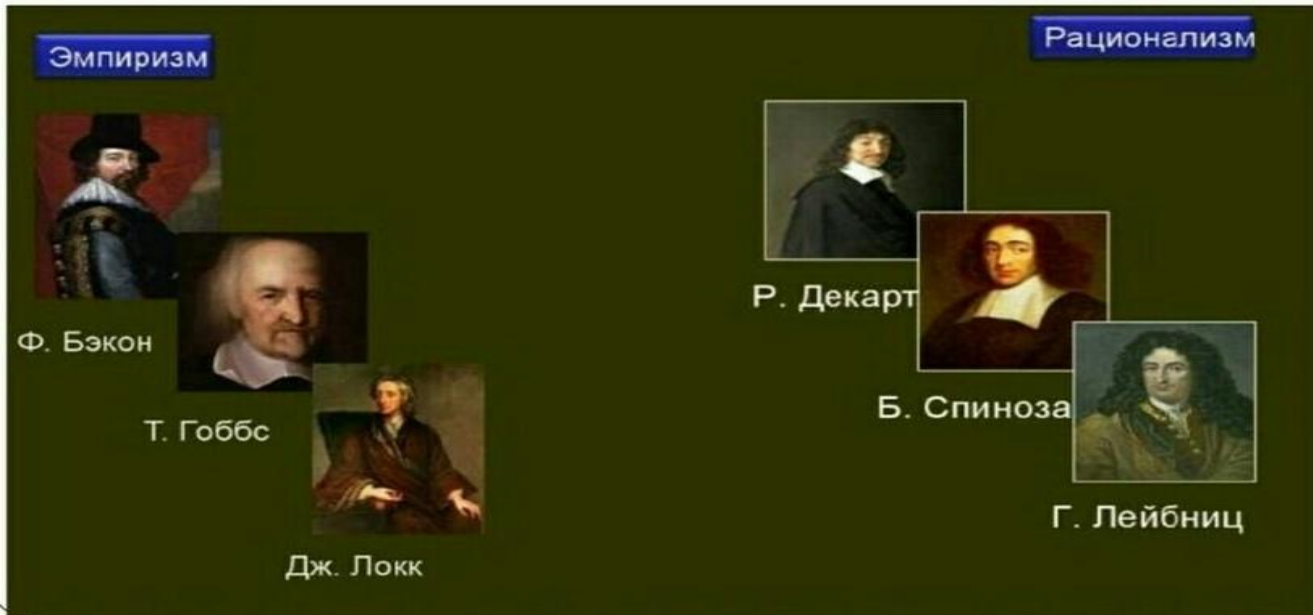 Эмпиризм
Ф. Бэкон
Т. Гоббс
Дж. Локк
Рационализм
Р. Декарт
Б. Спиноза
Г. Лейбниц